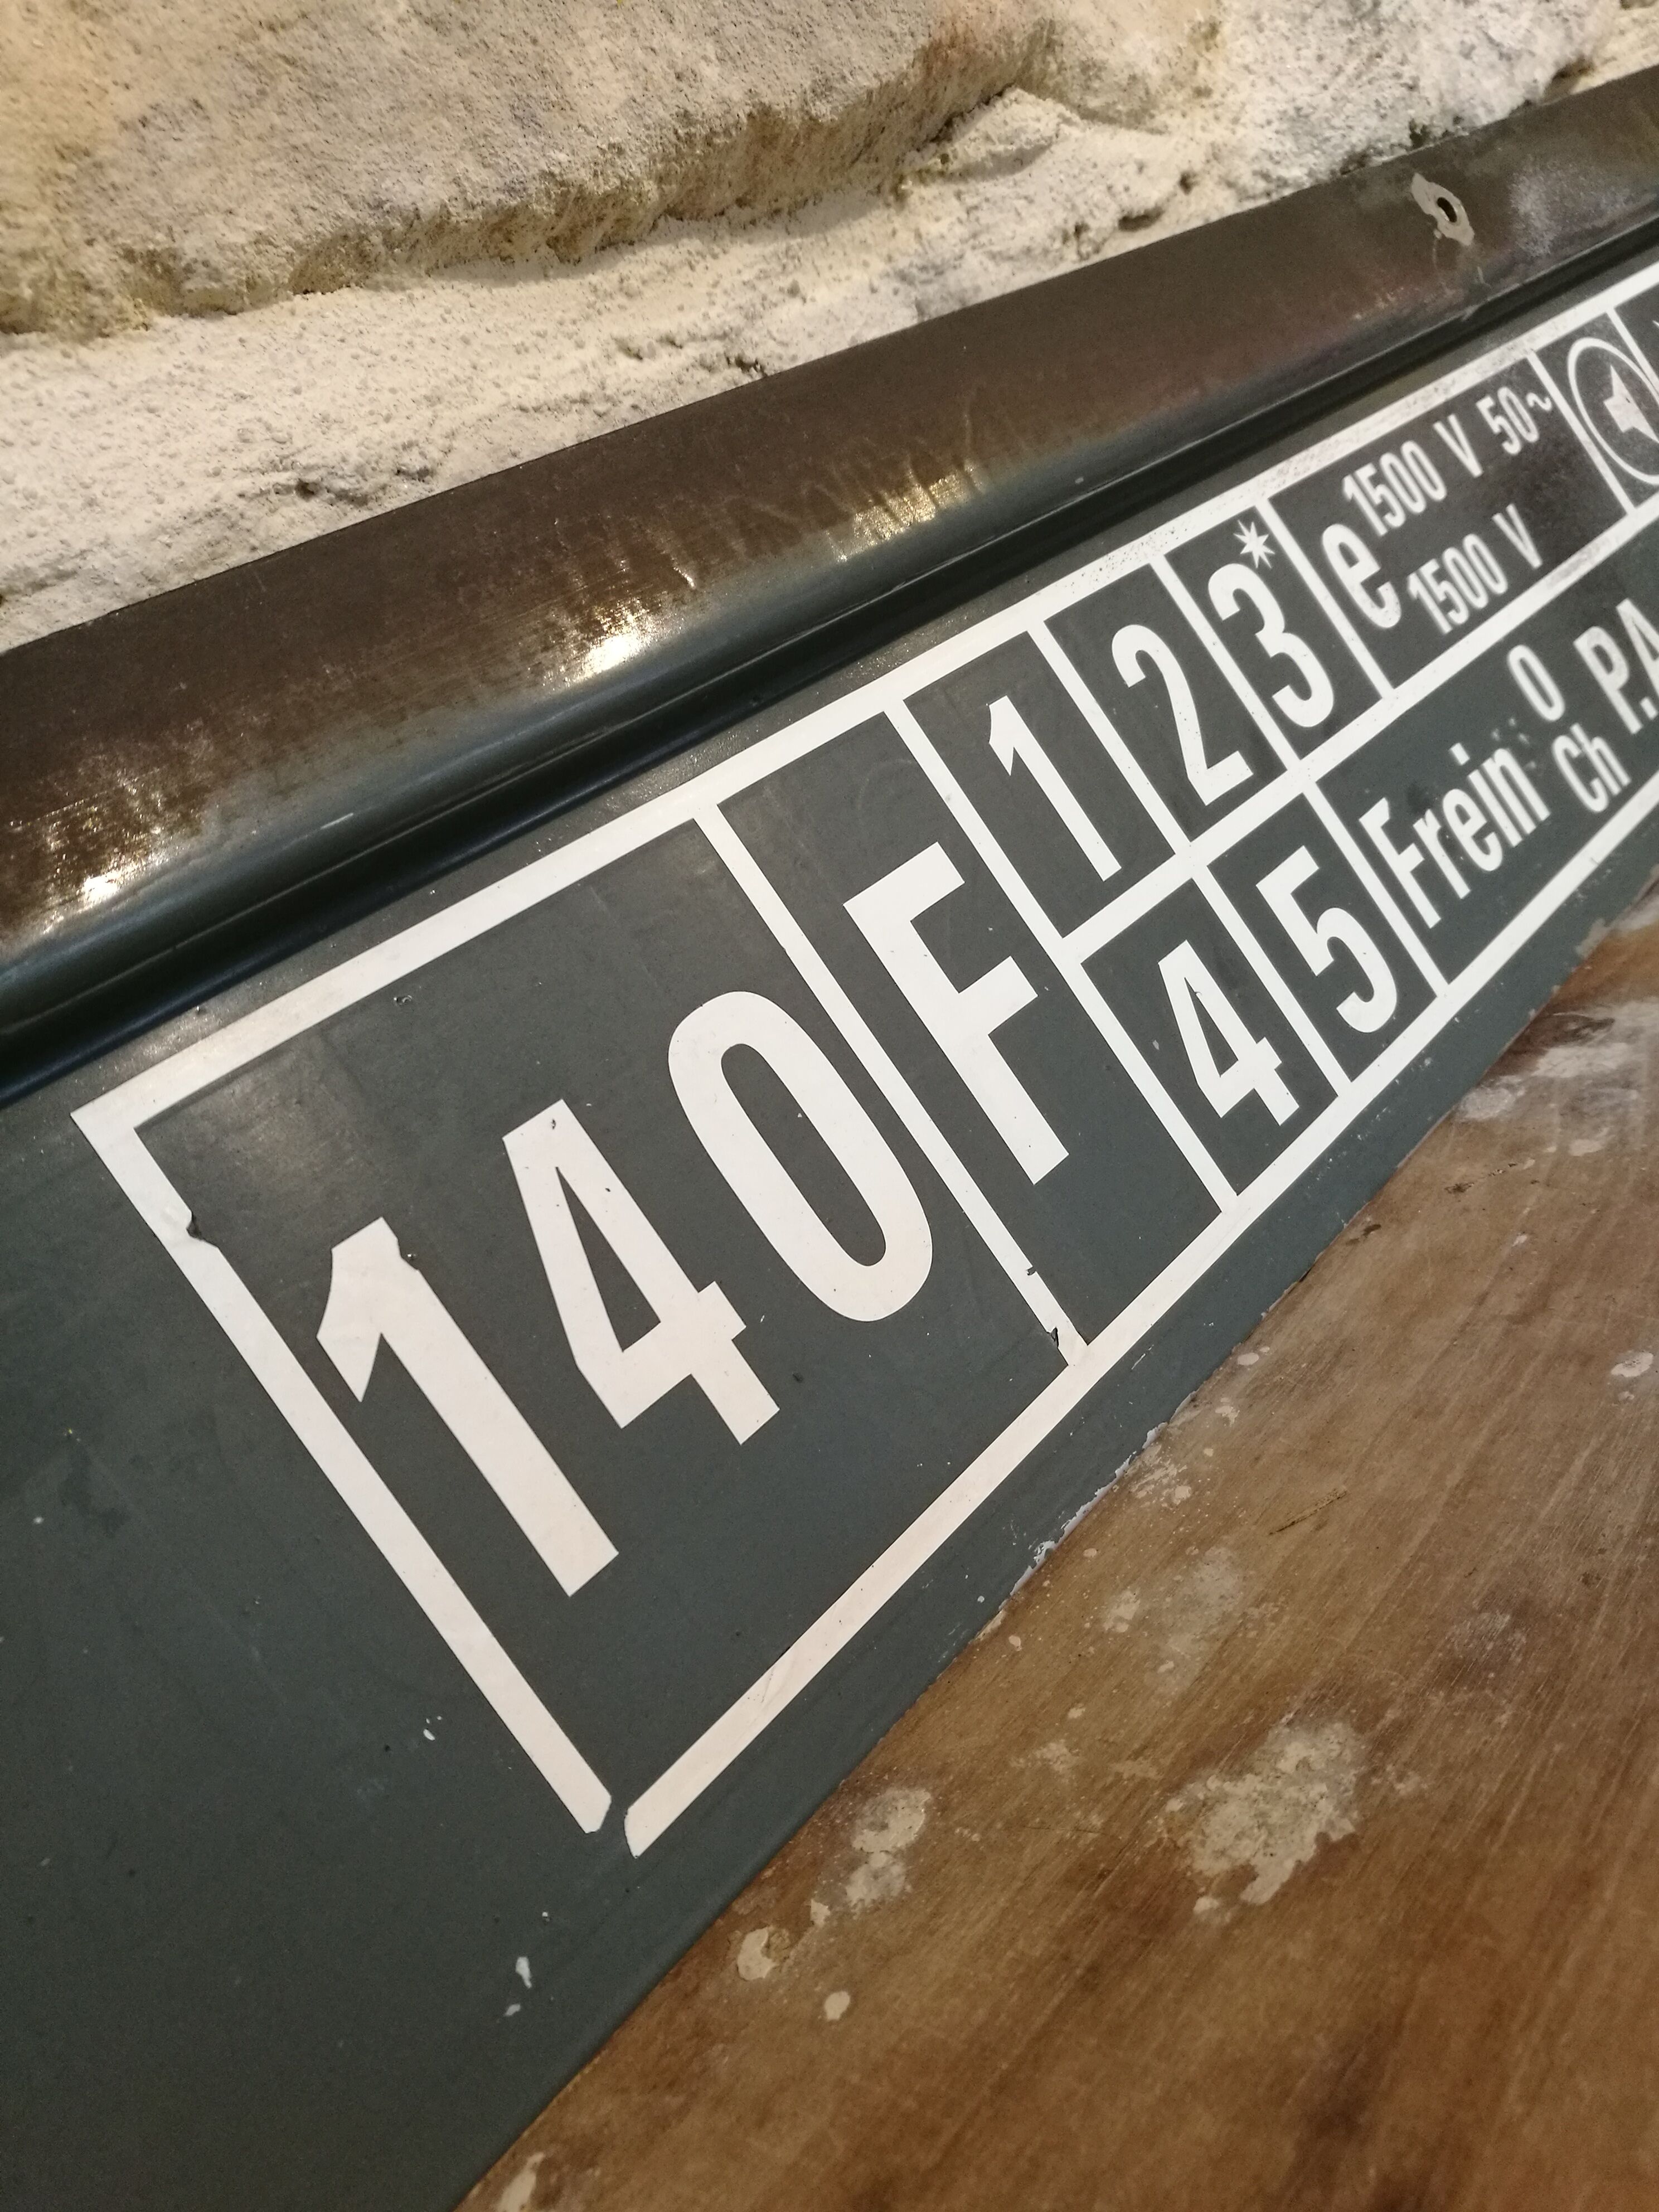 140 F 1 2 3* e 1500 V 50~
1500 V
4 5 Frein O
Ch